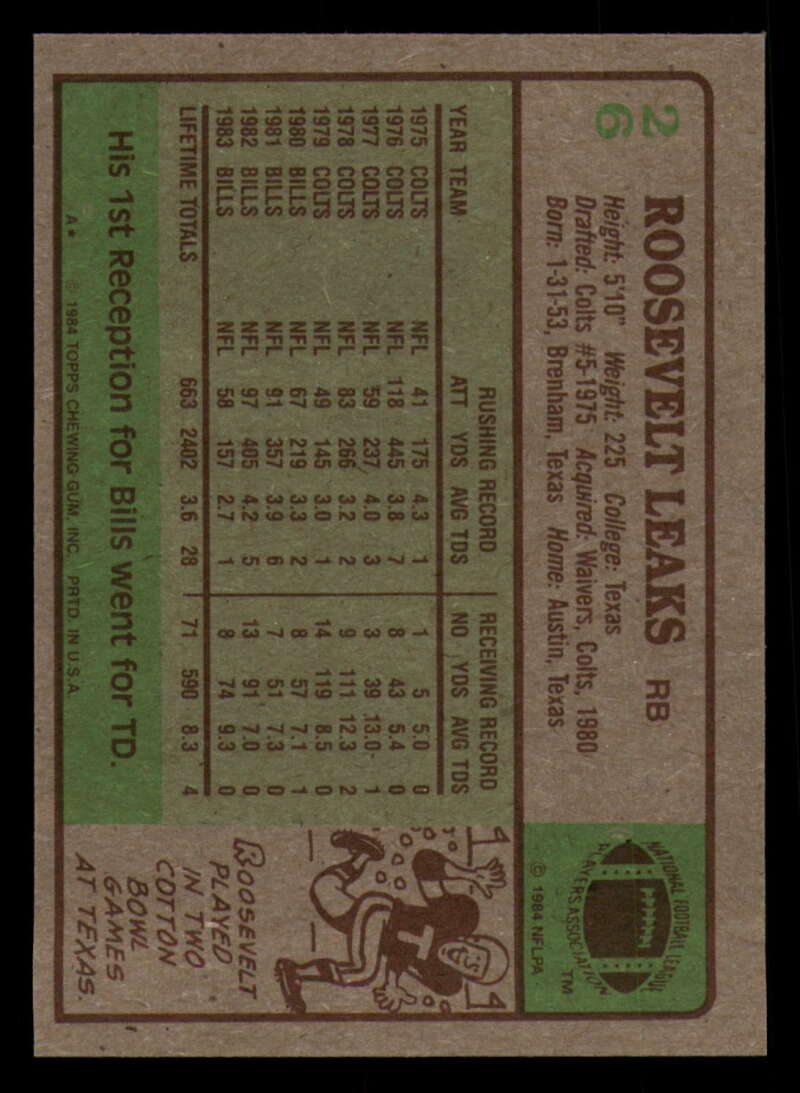 26
ROOSEVELT LEAKS RB
Height: 5'10" Weight: 225 College: Texas
Drafted: Colts #5-1975 Acquired: Waivers, Colts, 1980
Born: 1-31-53, Brenham, Texas Home: Austin, Texas
NATIONAL FOOTBALL LEAGUE
PLAYERS ASSOCIATION
TM
© 1984 NFLPA
RUSHING RECORD RECEIVING RECORD
YEAR TEAM ATT YDS AVG TDS NO YDS AVG TDS
1975 COLTS NFL 41 175 4.3 1 1 5 5.0 0
1976 COLTS NFL 118 445 3.8 7 8 43 5.4 0
1977 COLTS NFL 59 237 4.0 3 3 39 13.0 1
1978 COLTS NFL 83 266 3.2 2 9 111 12.3 2
1979 COLTS NFL 49 145 3.0 1 14 119 8.5 0
1980 BILLS NFL 67 219 3.3 2 8 57 7.1 1
1981 BILLS NFL 91 357 3.9 6 7 51 7.3 0
1982 BILLS NFL 97 405 4.2 5 13 91 7.0 0
1983 BILLS NFL 58 157 2.7 1 8 74 9.3 0
LIFETIME TOTALS 663 2402 3.6 28 71 590 8.3 4
His 1st Reception for Bills went for TD.
A* © 1984 TOPPS CHEWING GUM, INC. PRTD. IN U.S.A.
4 4
T
ROOSEVELT
PLAYED
IN TWO
COTTON
BOWL
GAMES
AT TEXAS.